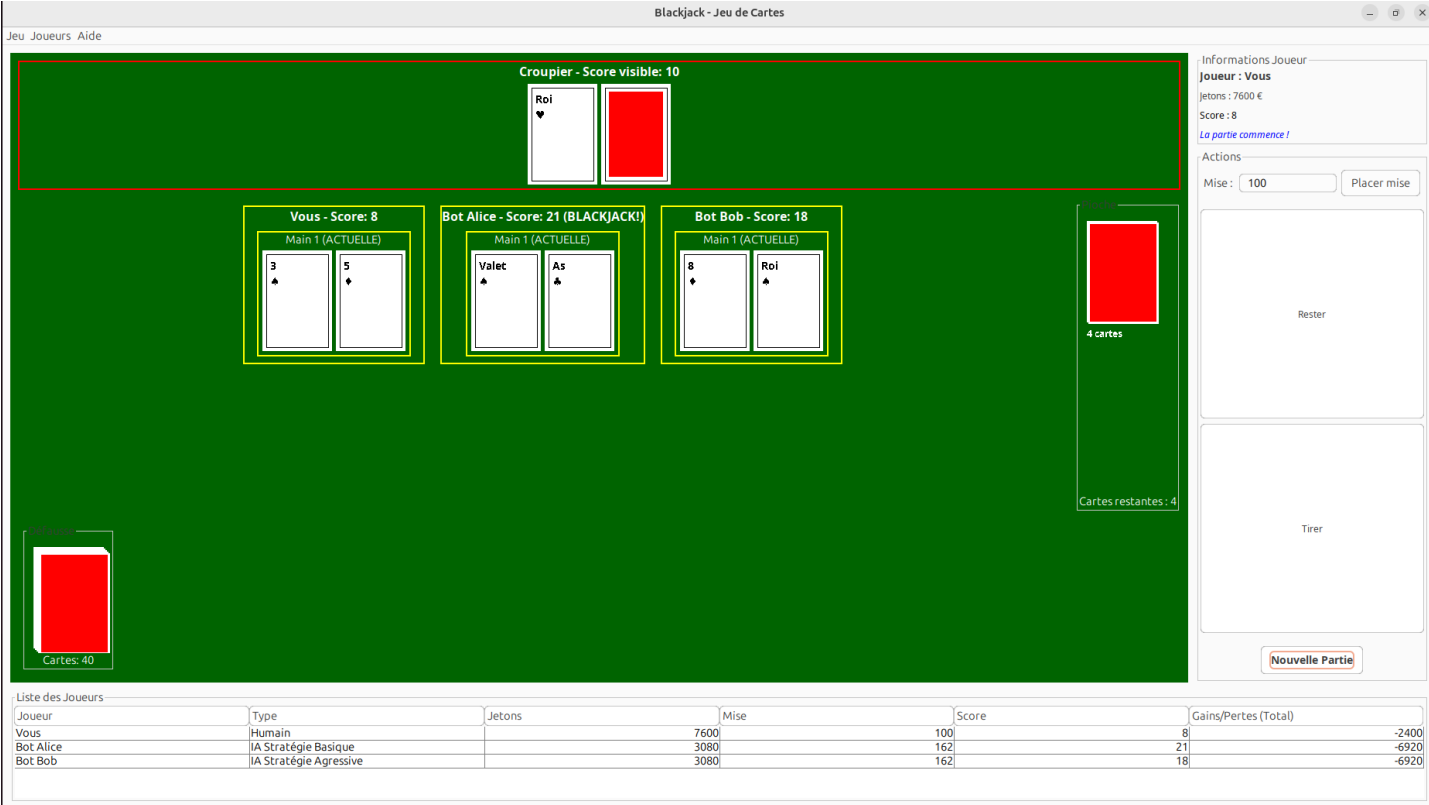 Blackjack - Jeu de Cartes
Jeu Joueurs Aide
Croupier - Score visible: 10
Roi
♥
Vous - Score: 8
Main 1 (ACTUELLE)
3
♠
5
♦
Bot Alice - Score: 21 (BLACKJACK!)
Main 1 (ACTUELLE)
Valet
♠
As
♣
Bot Bob - Score: 18
Main 1 (ACTUELLE)
8
♦
Roi
♠
4 cartes
Cartes restantes : 4
Cartes: 40
Informations Joueur
Joueur : Vous
Jetons : 7600 €
Score : 8
La partie commence !
Actions
Mise : 100 Placer mise
Rester
Tirer
Nouvelle Partie
Liste des Joueurs
Joueur Type Jetons Mise Score Gains/Pertes (Total)
Vous Humain 7600 100 8 -2400
Bot Alice IA Stratégie Basique 3080 162 21 -6920
Bot Bob IA Stratégie Agressive 3080 162 18 -6920